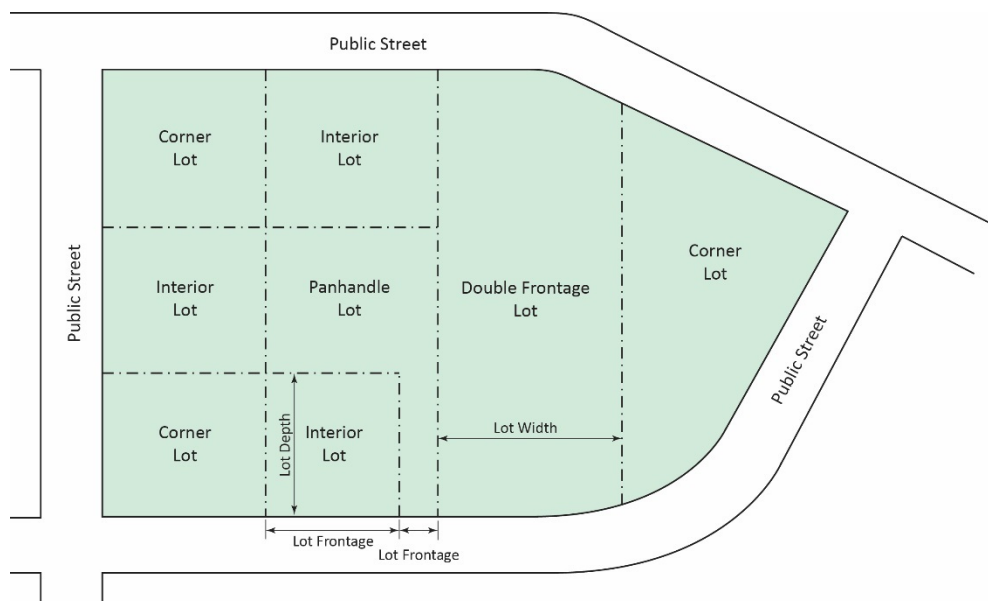 Public Street
Corner
Lot
Interior
Lot
Corner
Lot
Public Street
Interior
Lot
Panhandle
Lot
Double Frontage
Lot
Public Street
Corner
Lot
Lot Depth
Interior
Lot
Lot Width
Lot Frontage
Lot Frontage